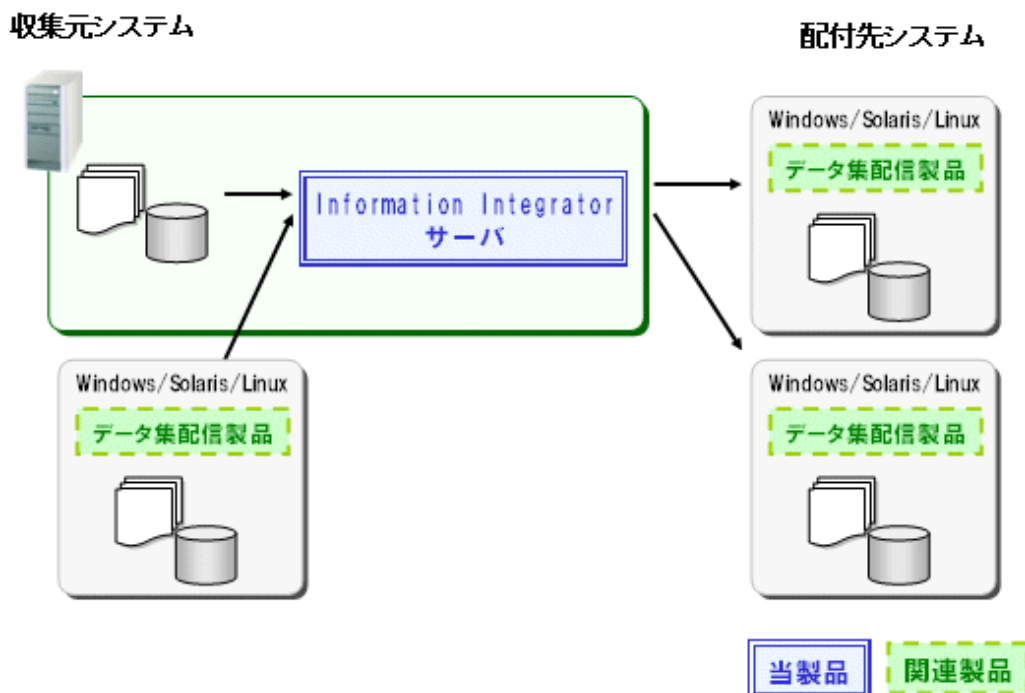 収集元システム
配付先システム
Information Integrator
サーバ
Windows/Solaris/Linux
データ集配信製品
Windows/Solaris/Linux
データ集配信製品
Windows/Solaris/Linux
データ集配信製品
当製品
関連製品